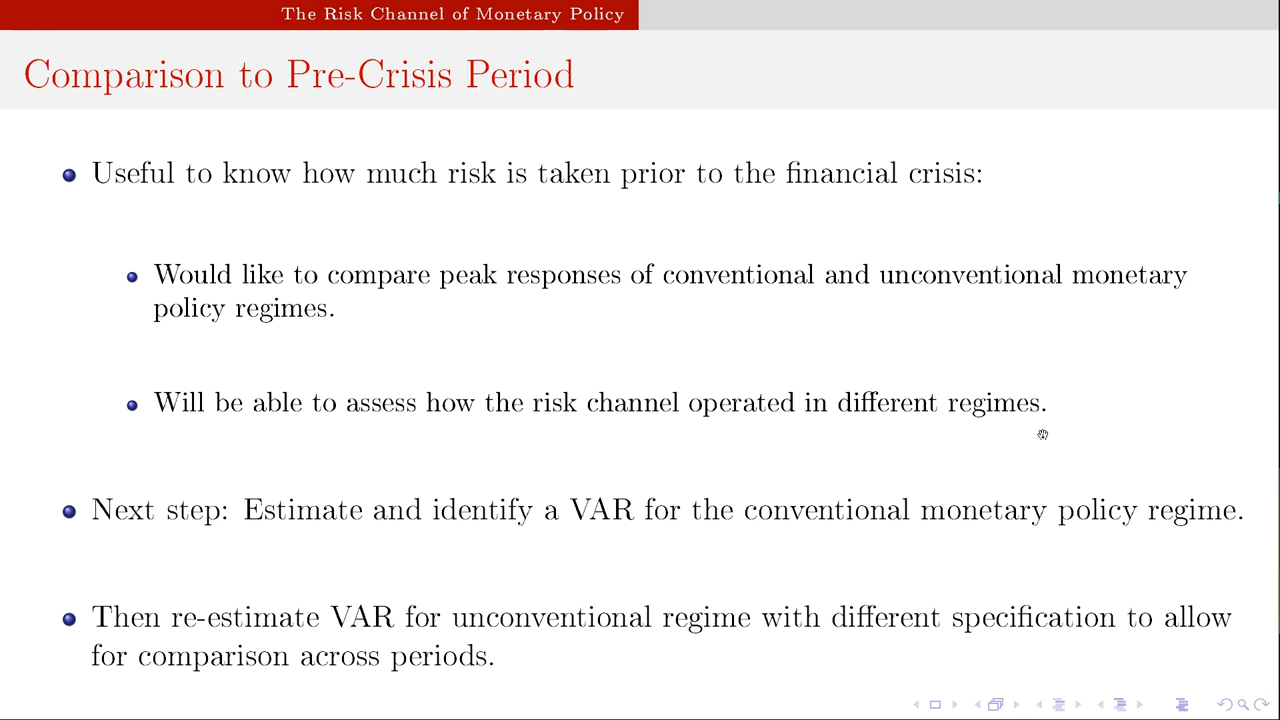 The Risk Channel of Monetary Policy
Comparison to Pre-Crisis Period
Useful to know how much risk is taken prior to the financial crisis:
Would like to compare peak responses of conventional and unconventional monetary
policy regimes.
Will be able to assess how the risk channel operated in different regimes.
Next step: Estimate and identify a VAR for the conventional monetary policy regime.
Then re-estimate VAR for unconventional regime with different specification to allow
for comparison across periods.